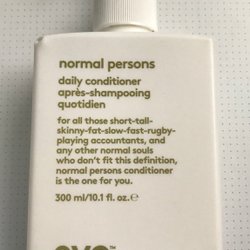 normal persons
daily conditioner
après-shampooing
quotidien
for all those short-tall-
skinny-fat-slow-fast-rugby-
playing accountants, and
any other normal souls
who don't fit this definition,
normal persons conditioner
is the one for you.
300 ml/10.1 fl. oz.℮
evo™